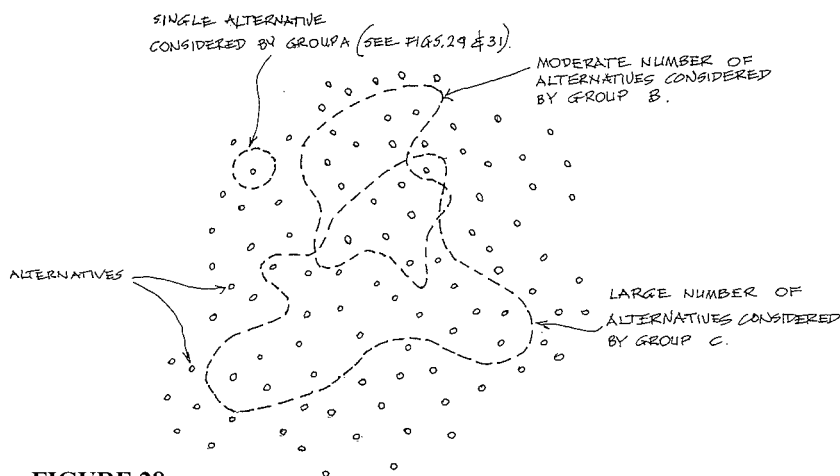 SINGLE ALTERNATIVE
CONSIDERED BY GROUP A (SEE FIGS. 29 & 31).
MODERATE NUMBER OF
ALTERNATIVES CONSIDERED
BY GROUP B.
ALTERNATIVES
LARGE NUMBER OF
ALTERNATIVES CONSIDERED
BY GROUP C.
FIGURE 28